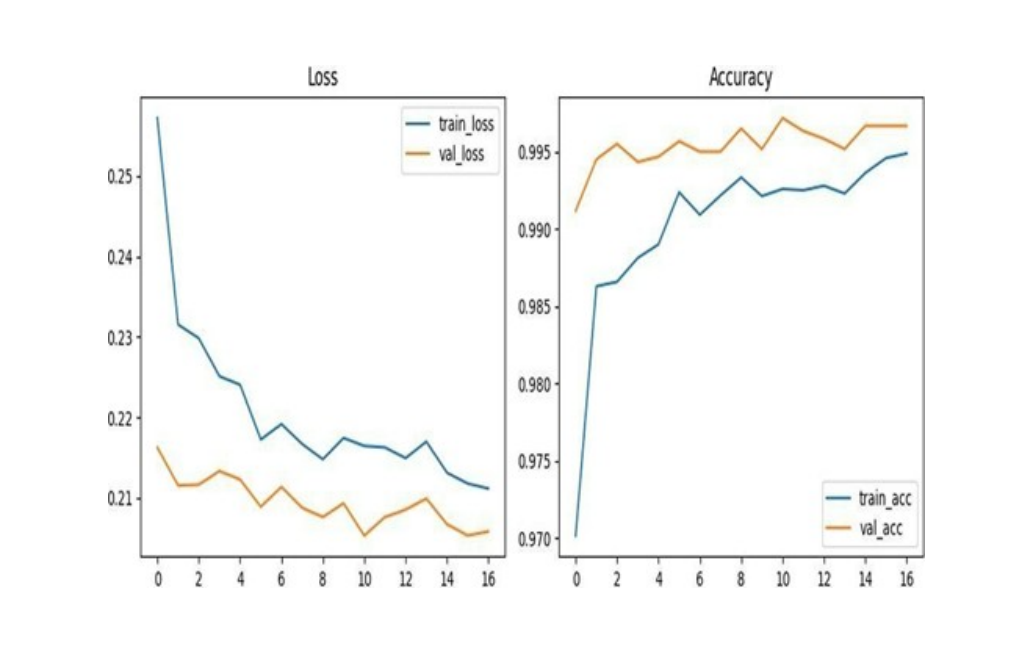 Loss
train_loss
val_loss
0.25
0.24
0.23
0.22
0.21
0 2 4 6 8 10 12 14 16
Accuracy
0.995
0.990
0.985
0.980
0.975
0.970
train_acc
val_acc
0 2 4 6 8 10 12 14 16